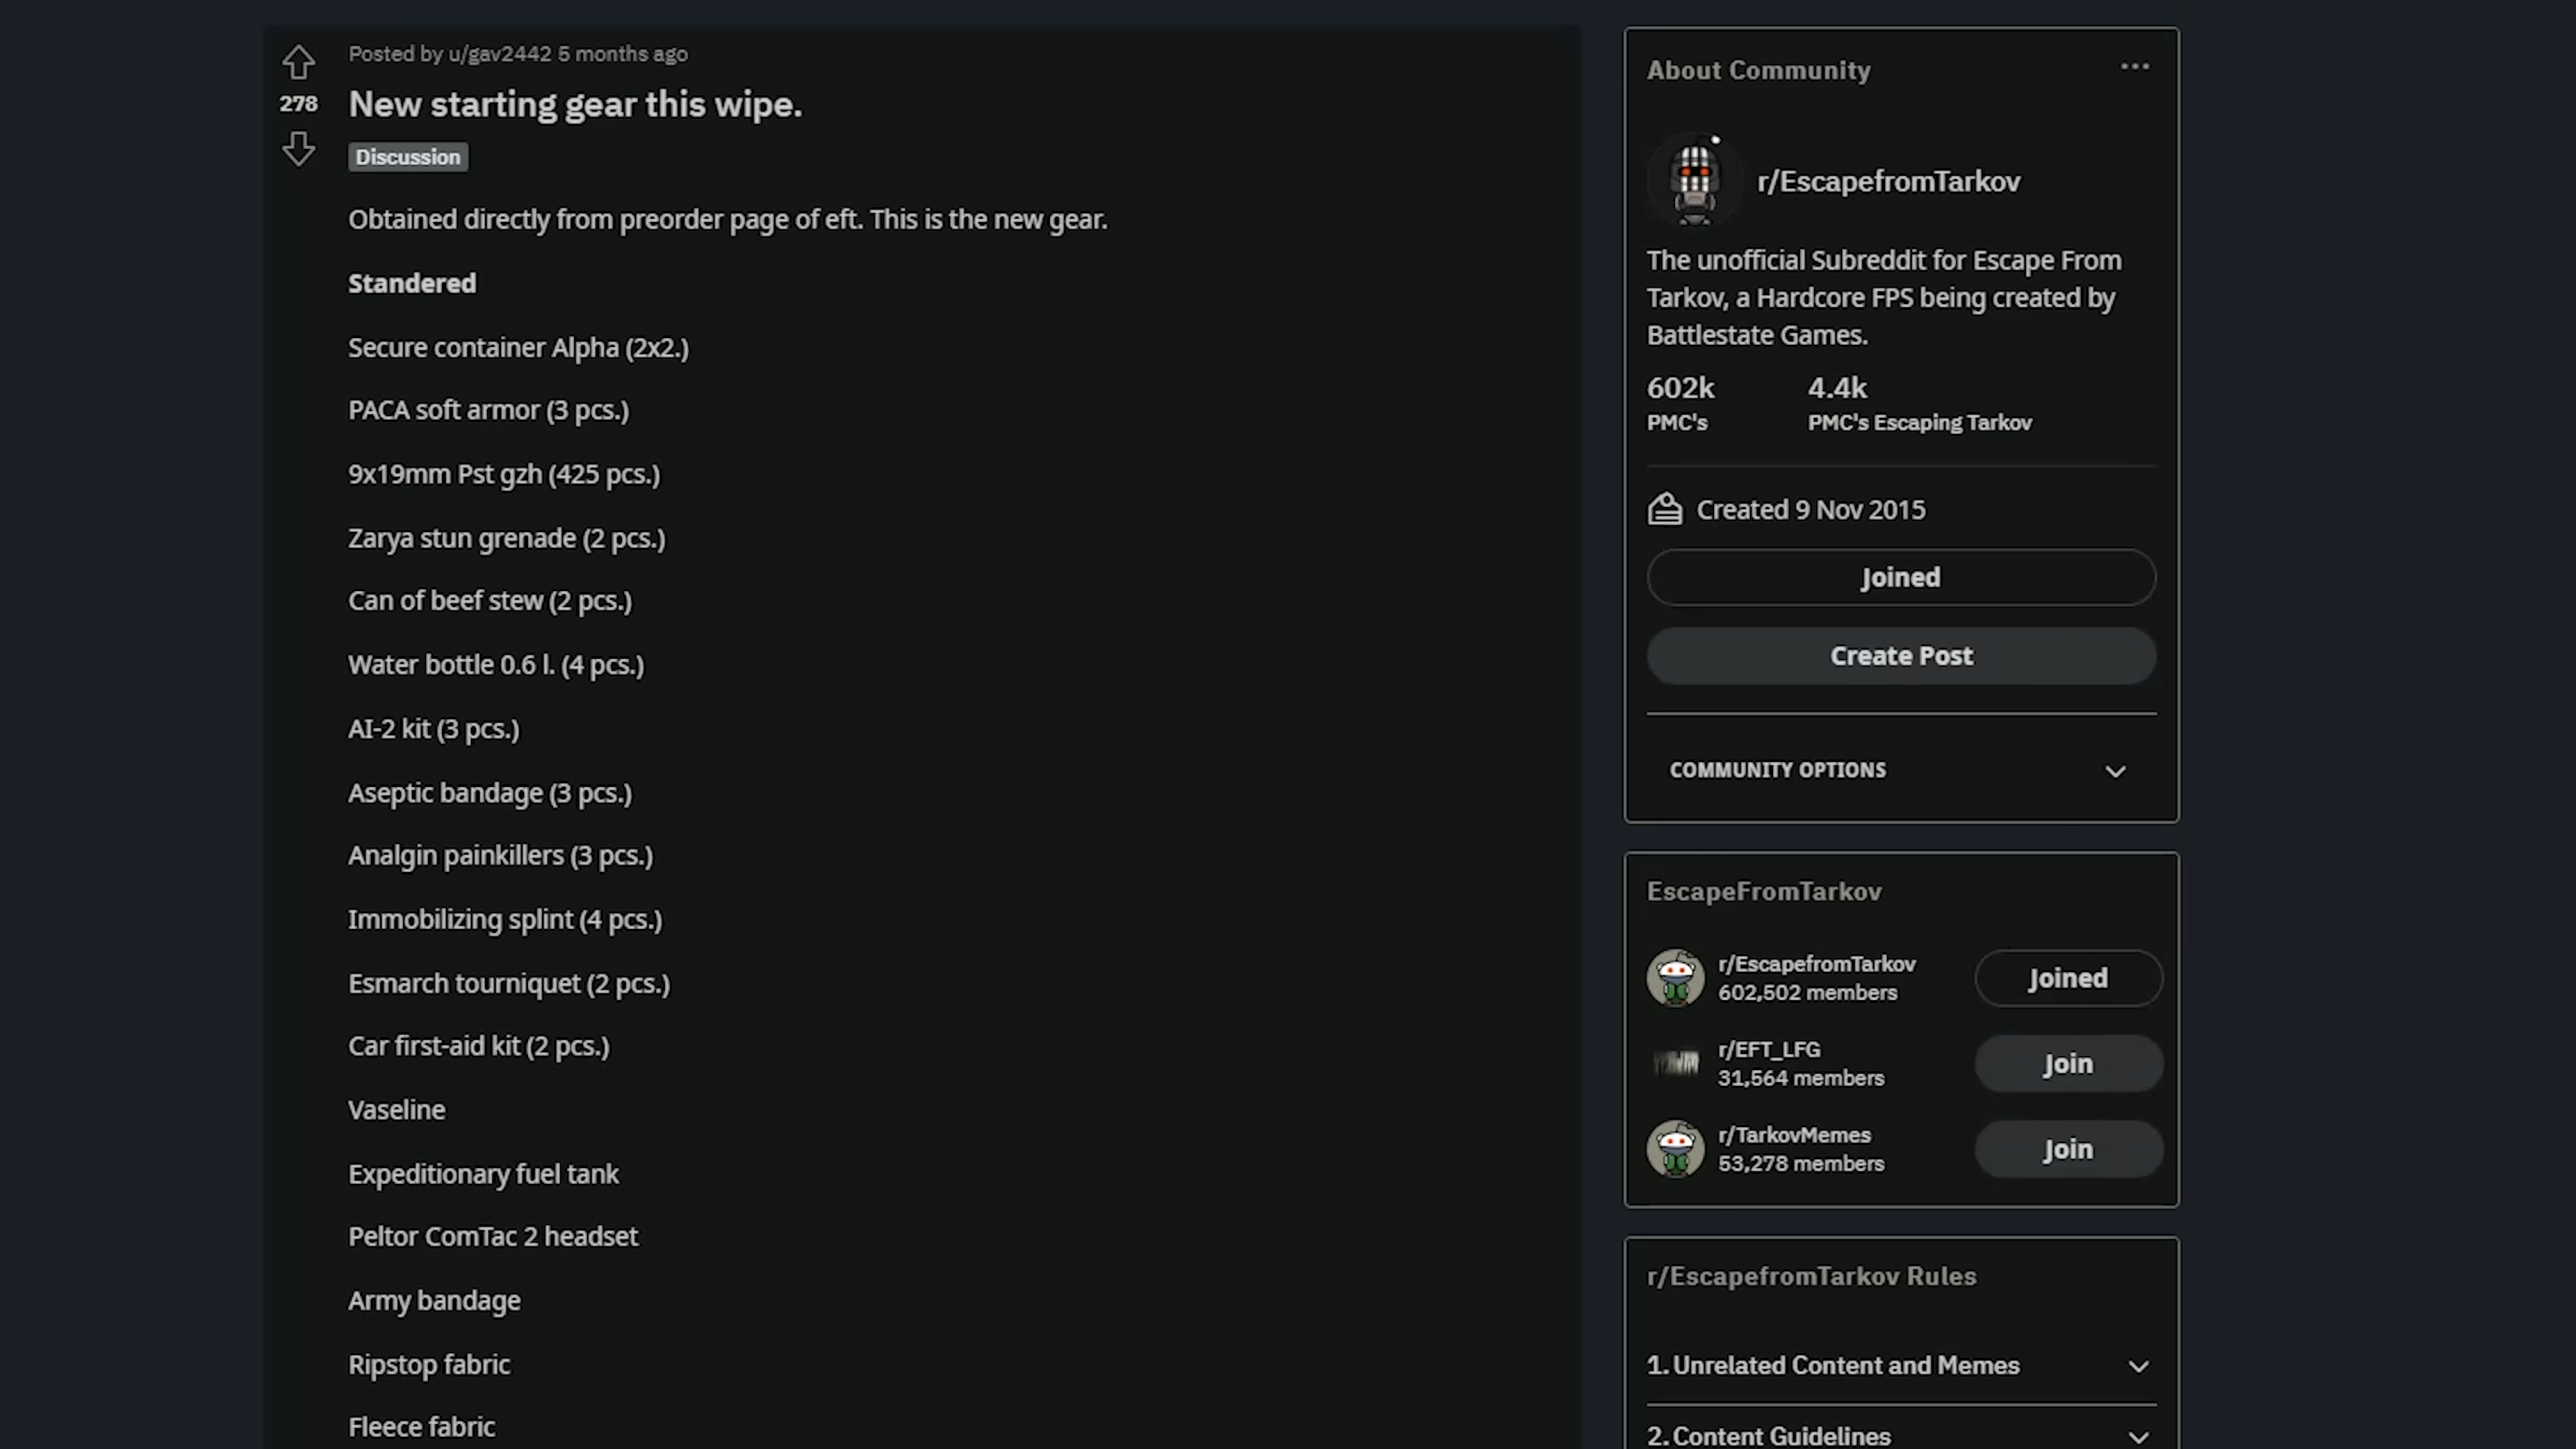 Posted by u/gav2442 5 months ago
278
New starting gear this wipe.
Discussion
Obtained directly from preorder page of eft. This is the new gear.
Standered
Secure container Alpha (2x2.)
PACA soft armor (3 pcs.)
9x19mm Pst gzh (425 pcs.)
Zarya stun grenade (2 pcs.)
Can of beef stew (2 pcs.)
Water bottle 0.6 l. (4 pcs.)
AI-2 kit (3 pcs.)
Aseptic bandage (3 pcs.)
Analgin painkillers (3 pcs.)
Immobilizing splint (4 pcs.)
Esmarch tourniquet (2 pcs.)
Car first-aid kit (2 pcs.)
Vaseline
Expeditionary fuel tank
Peltor ComTac 2 headset
Army bandage
Ripstop fabric
Fleece fabric
About Community
r/EscapefromTarkov
The unofficial Subreddit for Escape From
Tarkov, a Hardcore FPS being created by
Battlestate Games.
602k 4.4k
PMC's PMC's Escaping Tarkov
Created 9 Nov 2015
Joined
Create Post
COMMUNITY OPTIONS
EscapeFromTarkov
r/EscapefromTarkov
602,502 members
Joined
r/EFT_LFG
31,564 members
Join
r/TarkovMemes
53,278 members
Join
r/EscapefromTarkov Rules
1. Unrelated Content and Memes
2. Content Guidelines